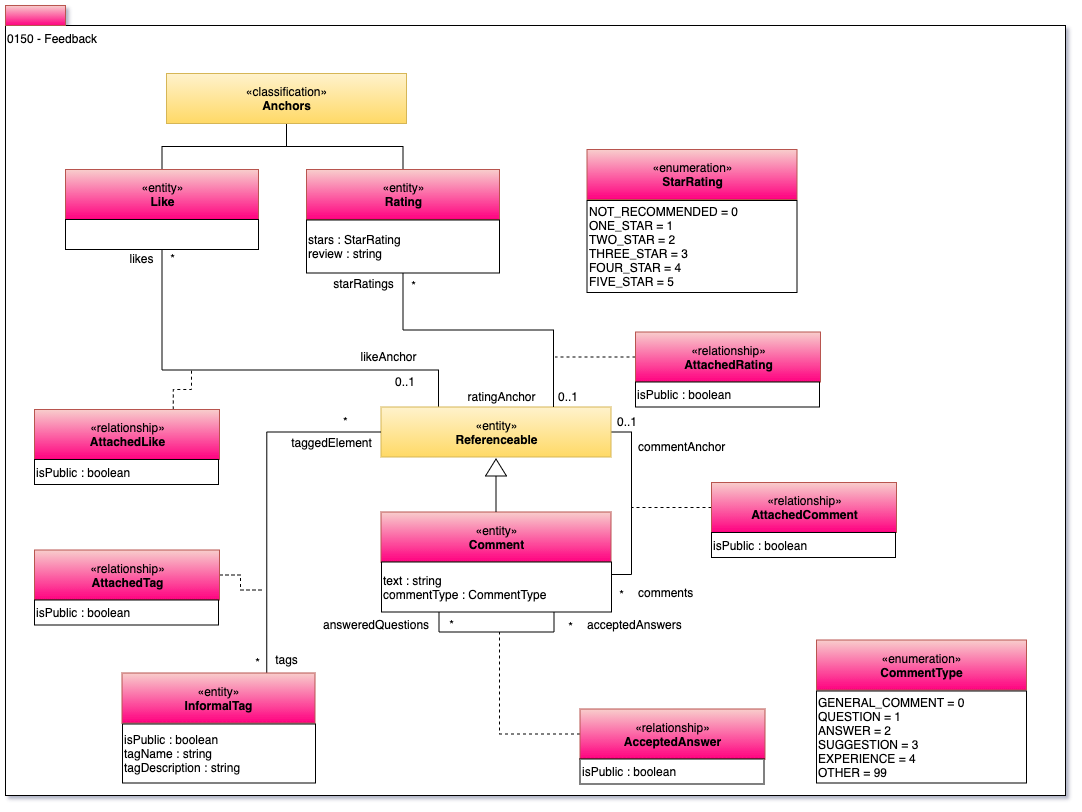 0150 - Feedback
«classification»
Anchors
«entity»
Like
«entity»
Rating
stars : StarRating
review : string
«enumeration»
StarRating
NOT_RECOMMENDED = 0
ONE_STAR = 1
TWO_STAR = 2
THREE_STAR = 3
FOUR_STAR = 4
FIVE_STAR = 5
likes *
starRatings *
likeAnchor
0..1
ratingAnchor 0..1
«relationship»
AttachedRating
isPublic : boolean
«relationship»
AttachedLike
isPublic : boolean
*
taggedElement
«entity»
Referenceable
0..1
commentAnchor
«relationship»
AttachedComment
isPublic : boolean
«entity»
Comment
text : string
commentType : CommentType
* comments
answeredQuestions *
* acceptedAnswers
«relationship»
AttachedTag
isPublic : boolean
* tags
«entity»
InformalTag
isPublic : boolean
tagName : string
tagDescription : string
«relationship»
AcceptedAnswer
isPublic : boolean
«enumeration»
CommentType
GENERAL_COMMENT = 0
QUESTION = 1
ANSWER = 2
SUGGESTION = 3
EXPERIENCE = 4
OTHER = 99